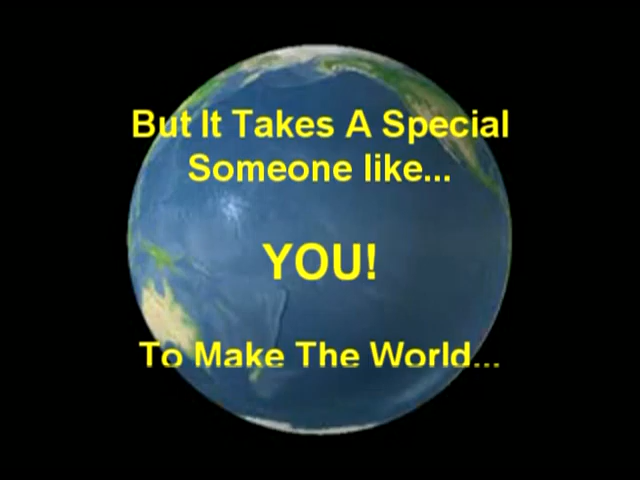 But It Takes A Special
Someone like...
YOU!
To Make The World...